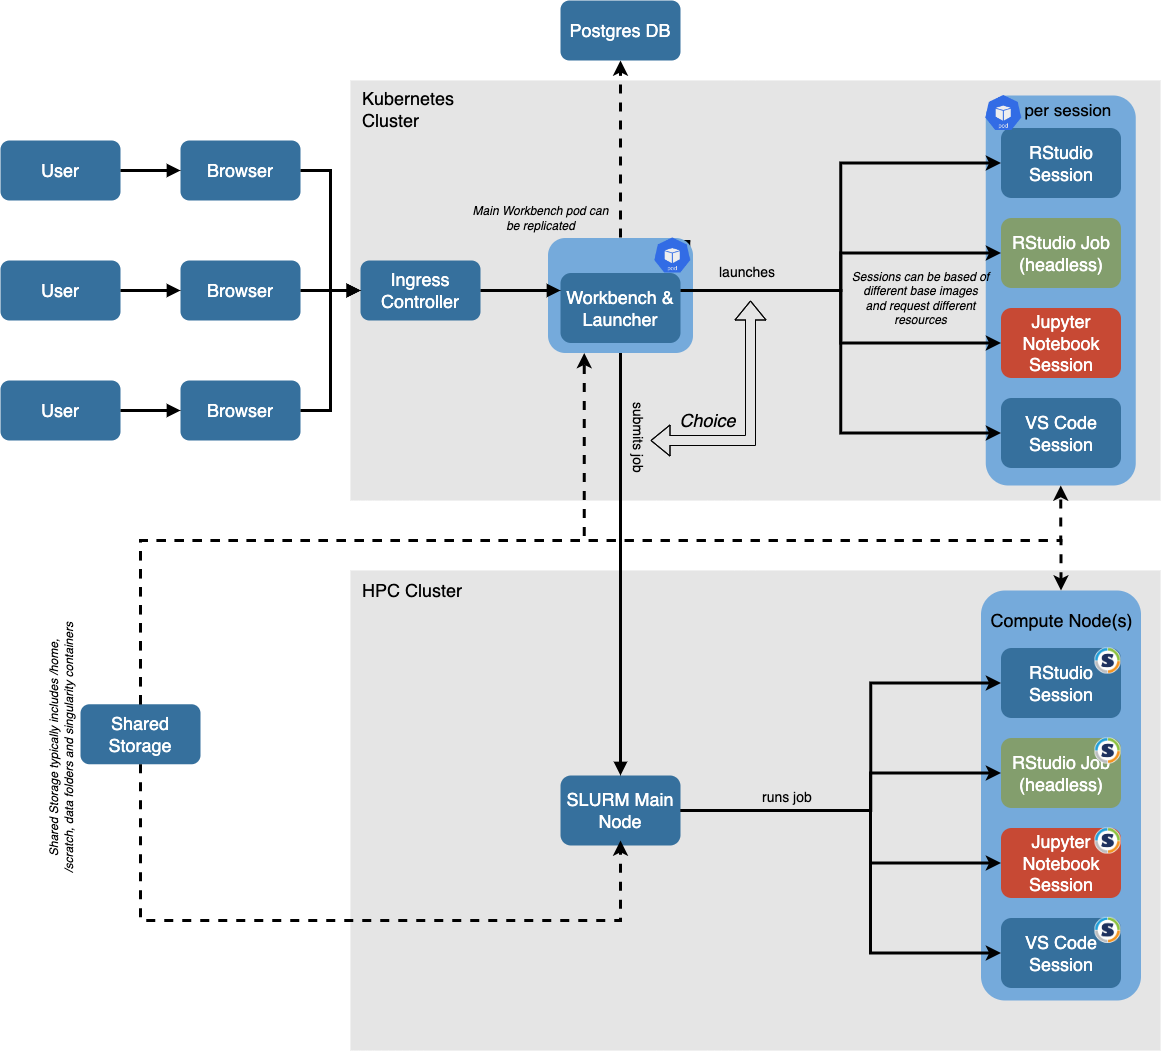 Postgres DB
Kubernetes
Cluster
pod
per session
RStudio
Session
User
Browser
Main Workbench pod can
be replicated
RStudio Job
(headless)
pod
User
Browser
Ingress
Controller
Workbench &
Launcher
launches
Sessions can be based of
different base images
and request different
resources
Jupyter
Notebook
Session
User
Browser
submits job
Choice
VS Code
Session
HPC Cluster
Compute Node(s)
RStudio
Session
S
Shared Storage typically includes /home,
/scratch, data folders and singularity containers
Shared
Storage
RStudio Job
(headless)
S
SLURM Main
Node
runs job
Jupyter
Notebook
Session
S
VS Code
Session
S